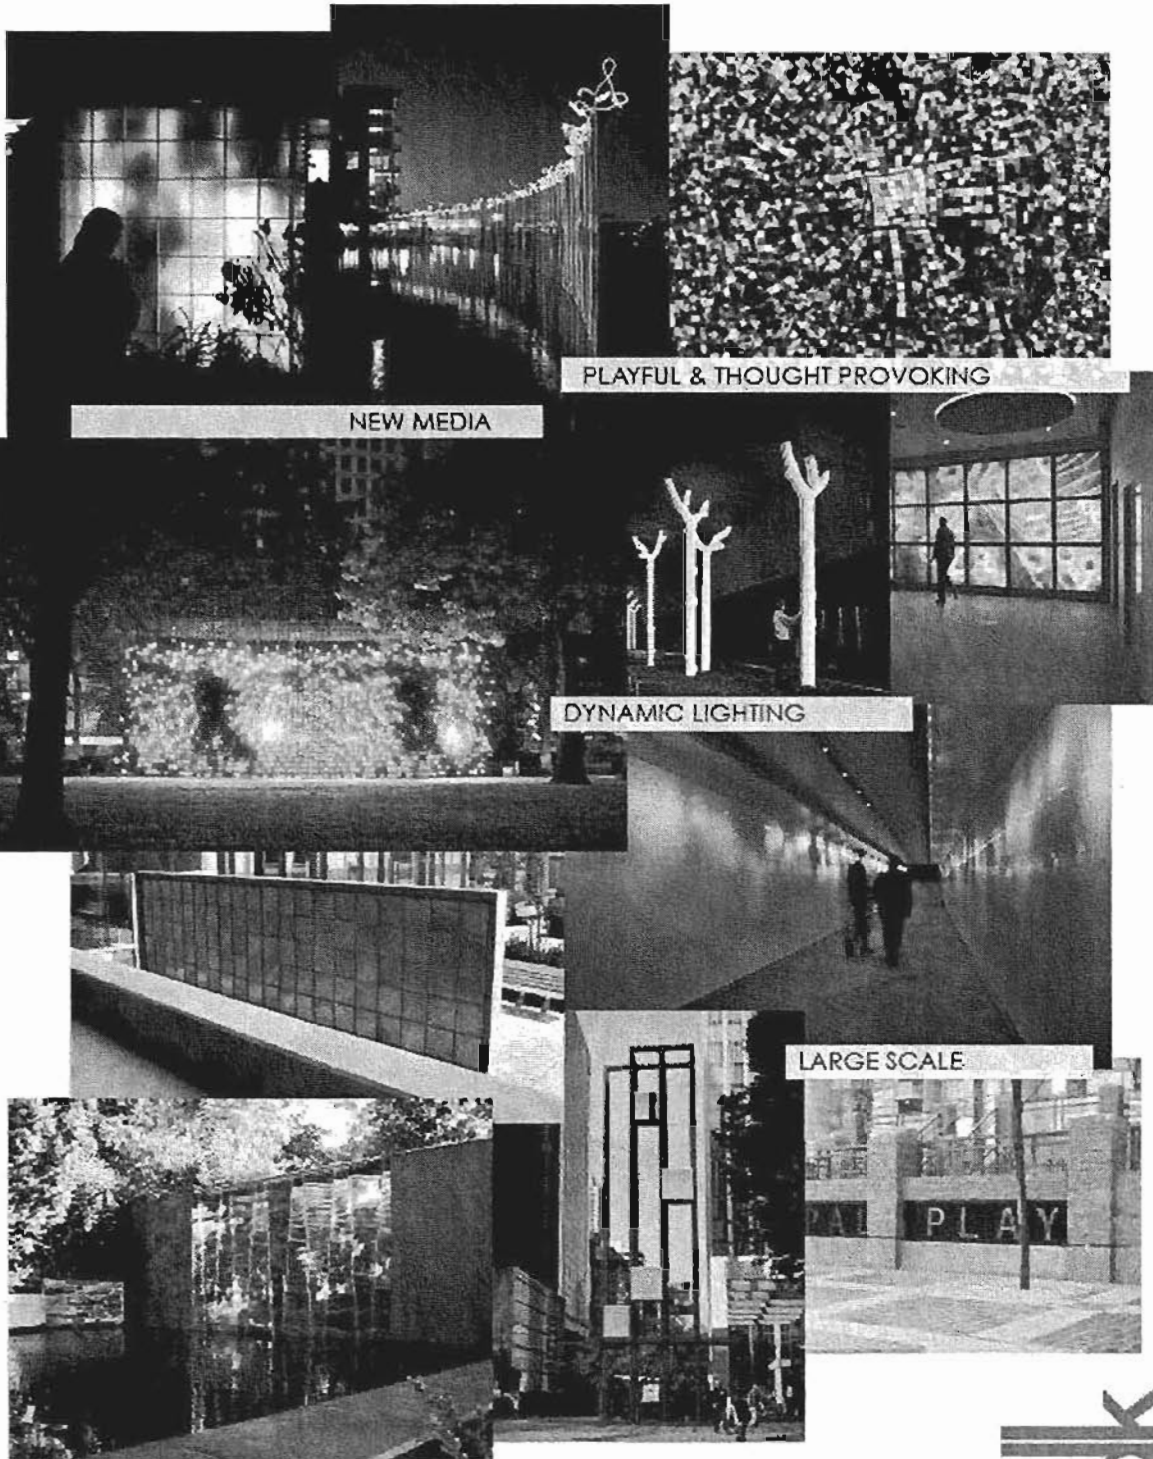 PLAYFUL & THOUGHT PROVOKING
NEW MEDIA
DYNAMIC LIGHTING
LARGE SCALE
PLAY